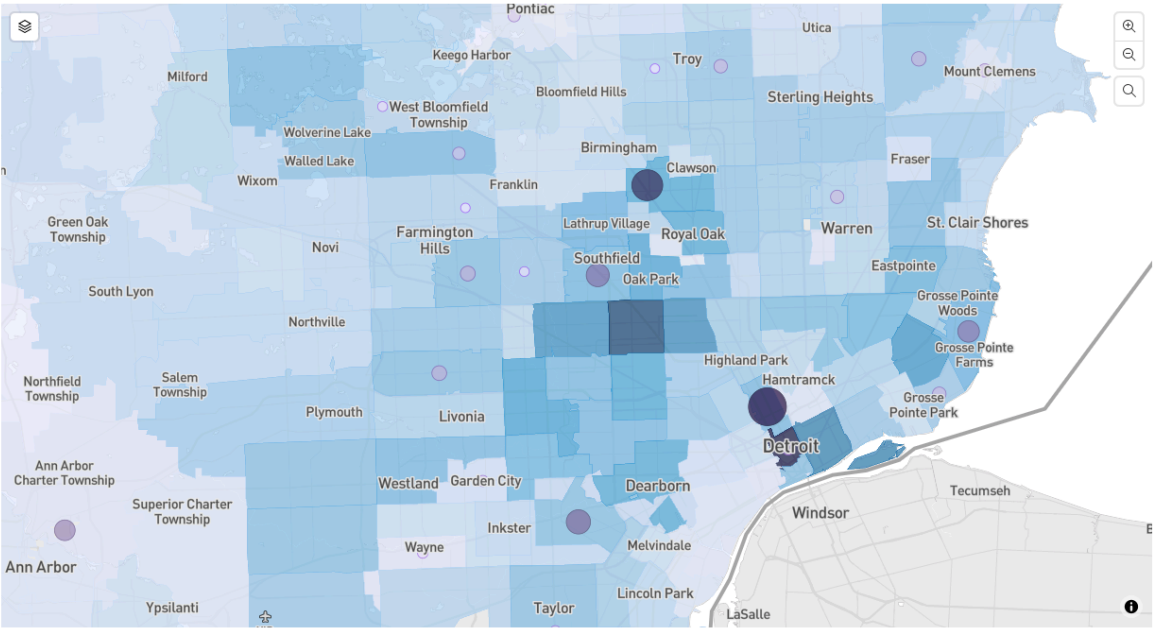 Pontiac
Utica
Keego Harbor
Troy
Milford
Mount Clemens
Bloomfield Hills
Sterling Heights
West Bloomfield
Township
Wolverine Lake
Birmingham
Walled Lake
Fraser
Clawson
Wixom
Franklin
Green Oak
Township
Lathrup Village
St. Clair Shores
Farmington
Hills
Royal Oak
Warren
Novi
Southfield
Eastpointe
Oak Park
South Lyon
Grosse Pointe
Woods
Northville
Grosse Pointe
Farms
Highland Park
Hamtramck
Northfield
Township
Salem
Township
Grosse
Pointe Park
Plymouth
Livonia
Detroit
Ann Arbor
Charter Township
Westland
Garden City
Dearborn
Tecumseh
Superior Charter
Township
Windsor
Inkster
Wayne
Melvindale
Ann Arbor
Lincoln Park
Ypsilanti
Taylor
LaSalle